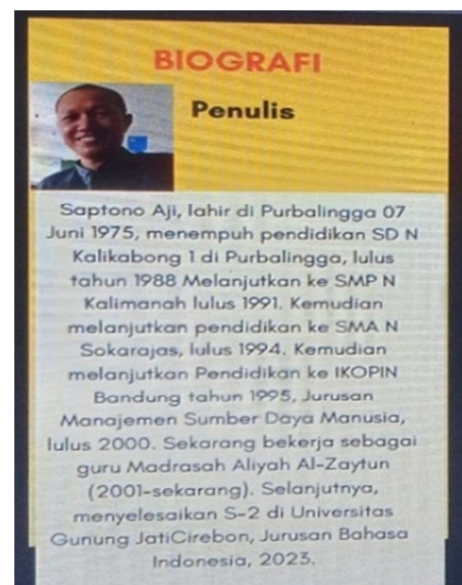 BIOGRAFI
Penulis
Saptono Aji, lahir di Purbalingga 07
Juni 1975, menempuh pendidikan SD N
Kalikabong 1 di Purbalingga, lulus
tahun 1988 Melanjutkan ke SMP N
Kalimanah lulus 1991. Kemudian
melanjutkan pendidikan ke SMA N
Sokarajas, lulus 1994. Kemudian
melanjutkan Pendidikan ke IKOPIN
Bandung tahun 1995, Jurusan
Manajemen Sumber Daya Manusia,
lulus 2000. Sekarang bekerja sebagai
guru Madrasah Aliyah Al-Zaytun
(2001-sekarang). Selanjutnya,
menyelesaikan S-2 di Universitas
Gunung JatiCirebon, Jurusan Bahasa
Indonesia, 2023.